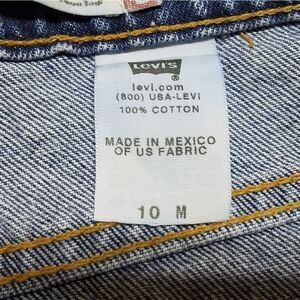 Levi's
®
levi.com
(800) USA-LEVI
100% COTTON
MADE IN MEXICO
OF US FABRIC
10 M